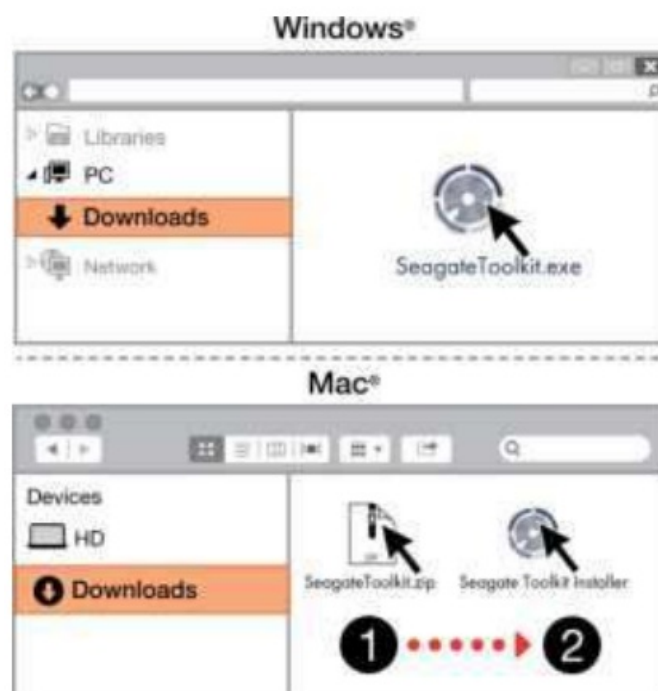 Windows®
Libraries
PC
Downloads
Network
SeagateToolkit.exe
Mac®
Devices
HD
Downloads
SeagateToolkit.zip
Seagate Toolkit Installer
1
2